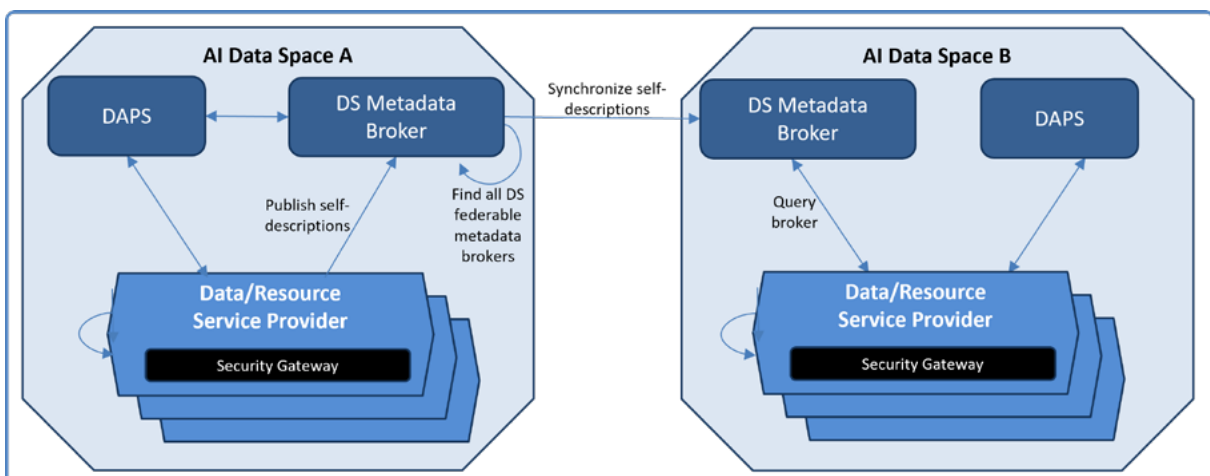 AI Data Space A
DAPS
DS Metadata
Broker
Publish self-
descriptions
Find all DS
federable
metadata
brokers
Data/Resource
Service Provider
Security Gateway
Synchronize self-
descriptions
AI Data Space B
DS Metadata
Broker
DAPS
Query
broker
Data/Resource
Service Provider
Security Gateway